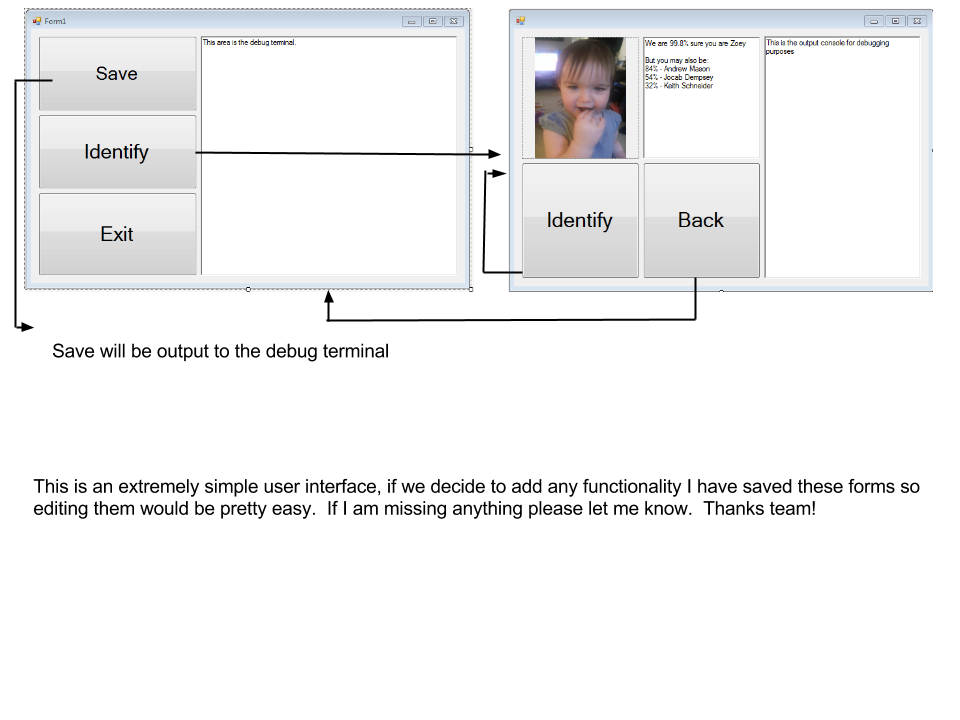 Form1
Save
This area is the debug terminal.
Identify
Exit
We are 99.8% sure you are Zoey
But you may also be:
84% - Andrew Mason
54% - Jocab Dempsey
32% - Keith Schneider
This is the output console for debugging
purposes
Identify
Back
Save will be output to the debug terminal
This is an extremely simple user interface, if we decide to add any functionality I have saved these forms so
editing them would be pretty easy.  If I am missing anything please let me know.  Thanks team!